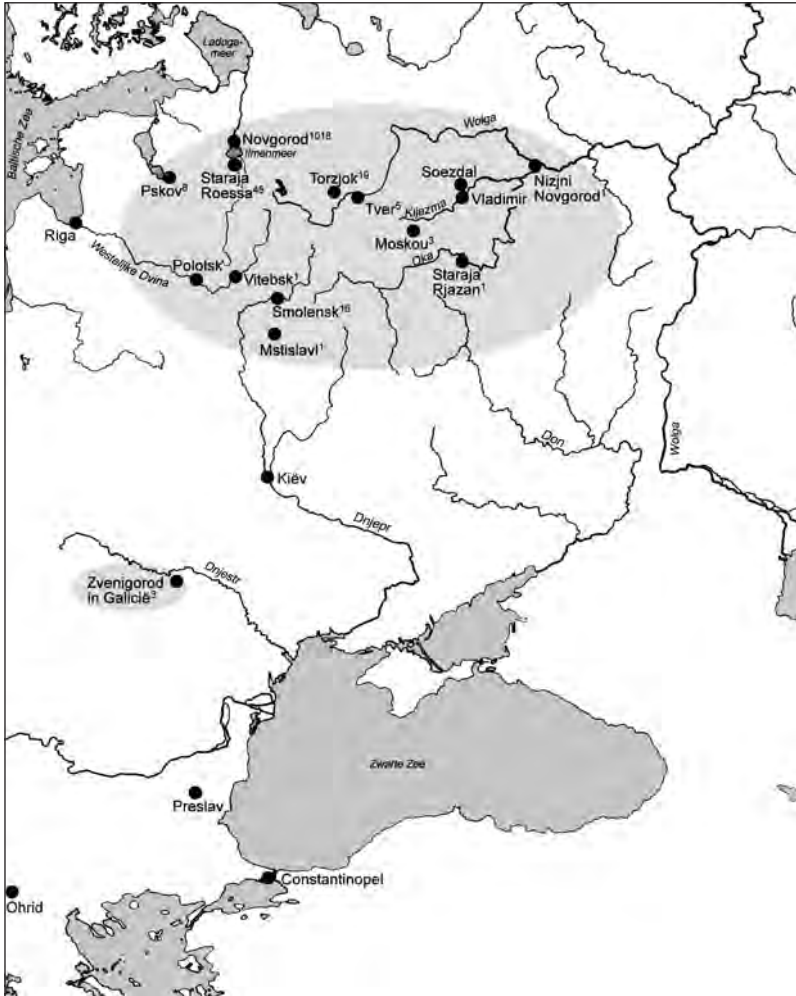 Ladoga-
meer
Baltische Zee
Wolga
Novgorod¹⁰¹⁸
Ilmenmeer
Staraja
Roessa⁴⁵
Pskov⁸
Torzjok¹⁹
Tver⁵
Soezdal
Kljezma
Vladimir
Nizjni
Novgorod¹
Riga
Westelijke Dvina
Polotsk
Vitebsk¹
Moskou³
Oka
Staraja
Rjazan¹
Smolensk¹⁶
Mstislavl¹
Don
Wolga
Kiëv
Dnjepr
Zvenigorod
in Galicië³
Dnjestr
Zwarte Zee
Preslav
Constantinopel
Ohrid